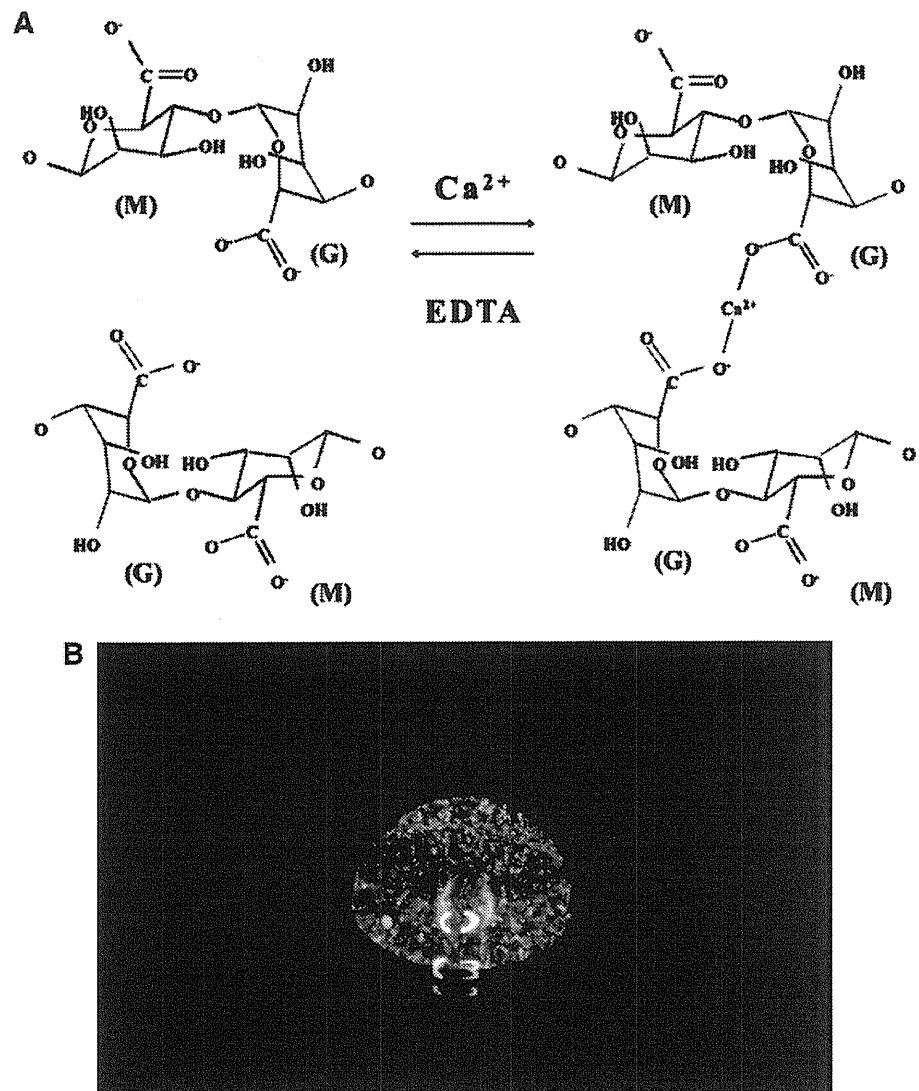 A
O⁻ O⁻
C=O OH C=O OH
HO O O HO O O
O OH HO O O O OH HO O O
(M) Ca²⁺ (M)
O⁻ C O⁻ (G) O⁻ C O⁻ (G)
EDTA Ca²⁺
O C O⁻ O C O⁻
O O OH HO O O O OH HO O
O O O O
HO OH HO OH
O C O⁻ O C O⁻
(G) (M) (G) (M)
B